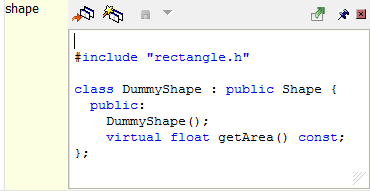 shape
#include "rectangle.h"
class DummyShape : public Shape {
public:
DummyShape();
virtual float getArea() const;
};